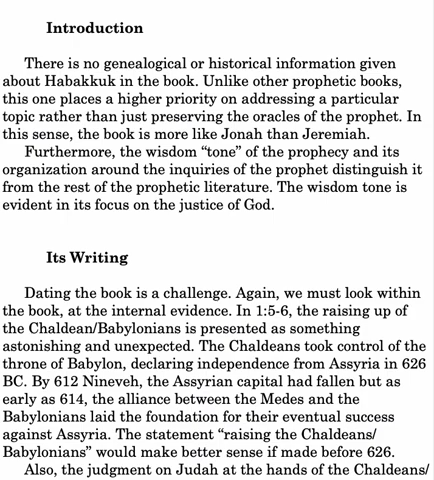 Introduction
There is no genealogical or historical information given
about Habakkuk in the book. Unlike other prophetic books,
this one places a higher priority on addressing a particular
topic rather than just preserving the oracles of the prophet. In
this sense, the book is more like Jonah than Jeremiah.
Furthermore, the wisdom “tone” of the prophecy and its
organization around the inquiries of the prophet distinguish it
from the rest of the prophetic literature. The wisdom tone is
evident in its focus on the justice of God.
Its Writing
Dating the book is a challenge. Again, we must look within
the book, at the internal evidence. In 1:5-6, the raising up of
the Chaldean/Babylonians is presented as something
astonishing and unexpected. The Chaldeans took control of the
throne of Babylon, declaring independence from Assyria in 626
BC. By 612 Nineveh, the Assyrian capital had fallen but as
early as 614, the alliance between the Medes and the
Babylonians laid the foundation for their eventual success
against Assyria. The statement “raising the Chaldeans/
Babylonians” would make better sense if made before 626.
Also, the judgment on Judah at the hands of the Chaldeans/